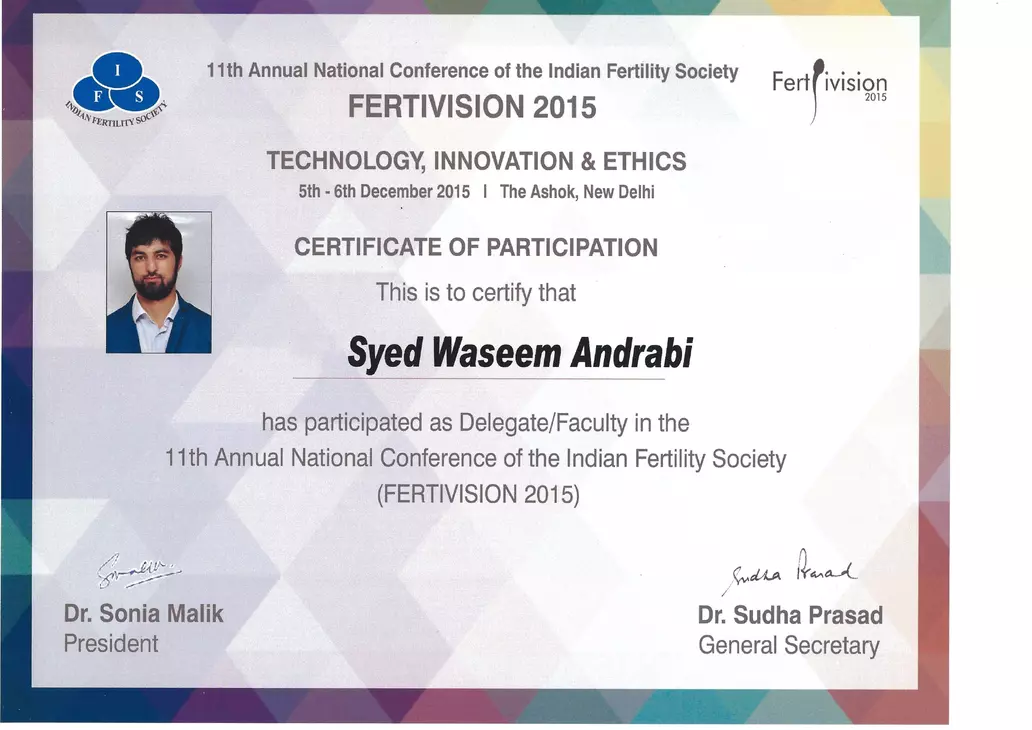 I
F S
INDIAN FERTILITY SOCIETY
11th Annual National Conference of the Indian Fertility Society
FERTIVISION 2015
Fertivision
2015
TECHNOLOGY, INNOVATION & ETHICS
5th - 6th December 2015 I The Ashok, New Delhi
CERTIFICATE OF PARTICIPATION
This is to certify that
Syed Waseem Andrabi
has participated as Delegate/Faculty in the
11th Annual National Conference of the Indian Fertility Society
(FERTIVISION 2015)
Smalik
Sudha Prasad
Dr. Sonia Malik
President
Dr. Sudha Prasad
General Secretary